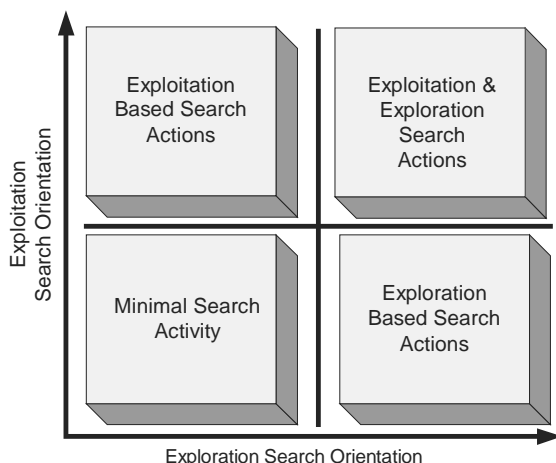 Exploitation
Based Search
Actions
Exploitation &
Exploration
Search
Actions
Exploitation
Search Orientation
Minimal Search
Activity
Exploration
Based Search
Actions
Exploration Search Orientation